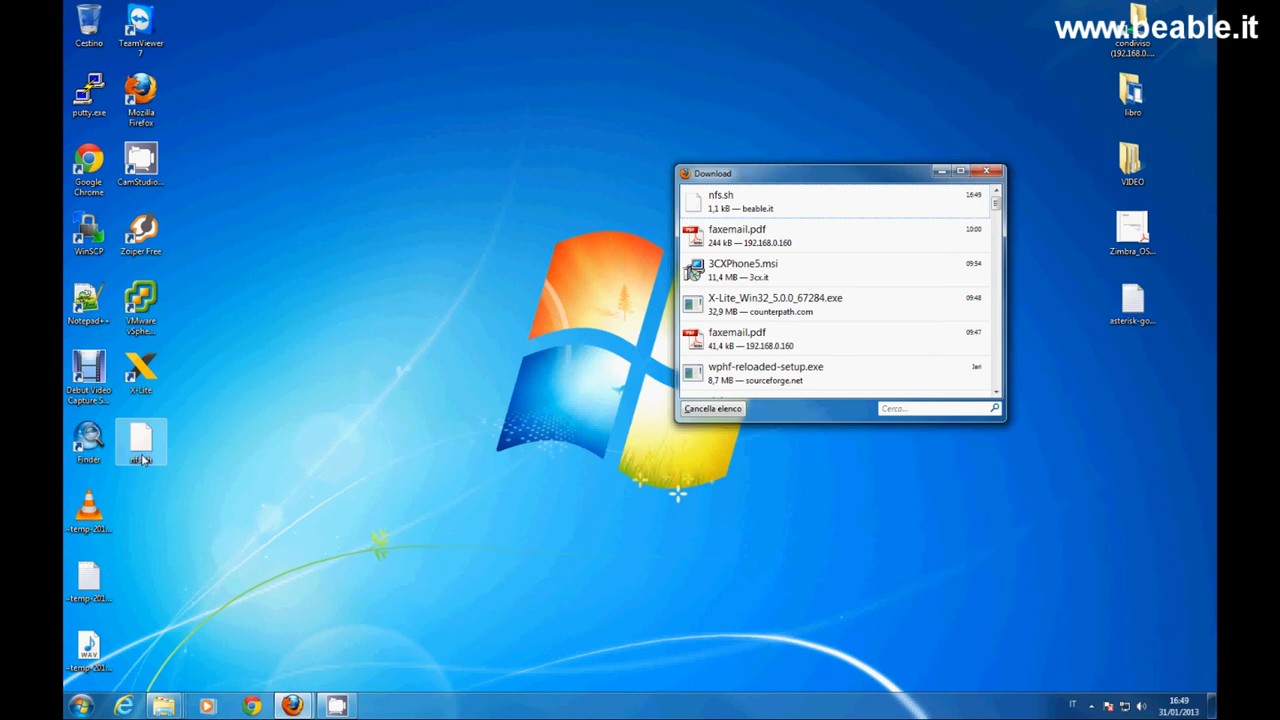 www.beable.it
Cestino
TeamViewer
7
putty.exe
Mozilla
Firefox
Google
Chrome
CamStudio...
WinSCP
Zoiper Free
Notepad++
VMware
vSphe...
Debut Video
Capture S...
X-Lite
Finder
~temp-201...
~temp-201...
~temp-201...
WAV
condiviso
(192.168.0....
libro
VIDEO
Zimbra_OS...
asterisk-go...
Download
nfs.sh
16:49
1,1 kB — beable.it
faxemail.pdf
10:00
244 kB — 192.168.0.160
3CXPhone5.msi
09:54
11,4 MB — 3cx.it
X-Lite_Win32_5.0.0_67284.exe
09:48
32,9 MB — counterpath.com
faxemail.pdf
09:47
41,4 kB — 192.168.0.160
wphf-reloaded-setup.exe
Ieri
8,7 MB — sourceforge.net
Cancella elenco
Cerca...
IT
16:49
31/01/2013